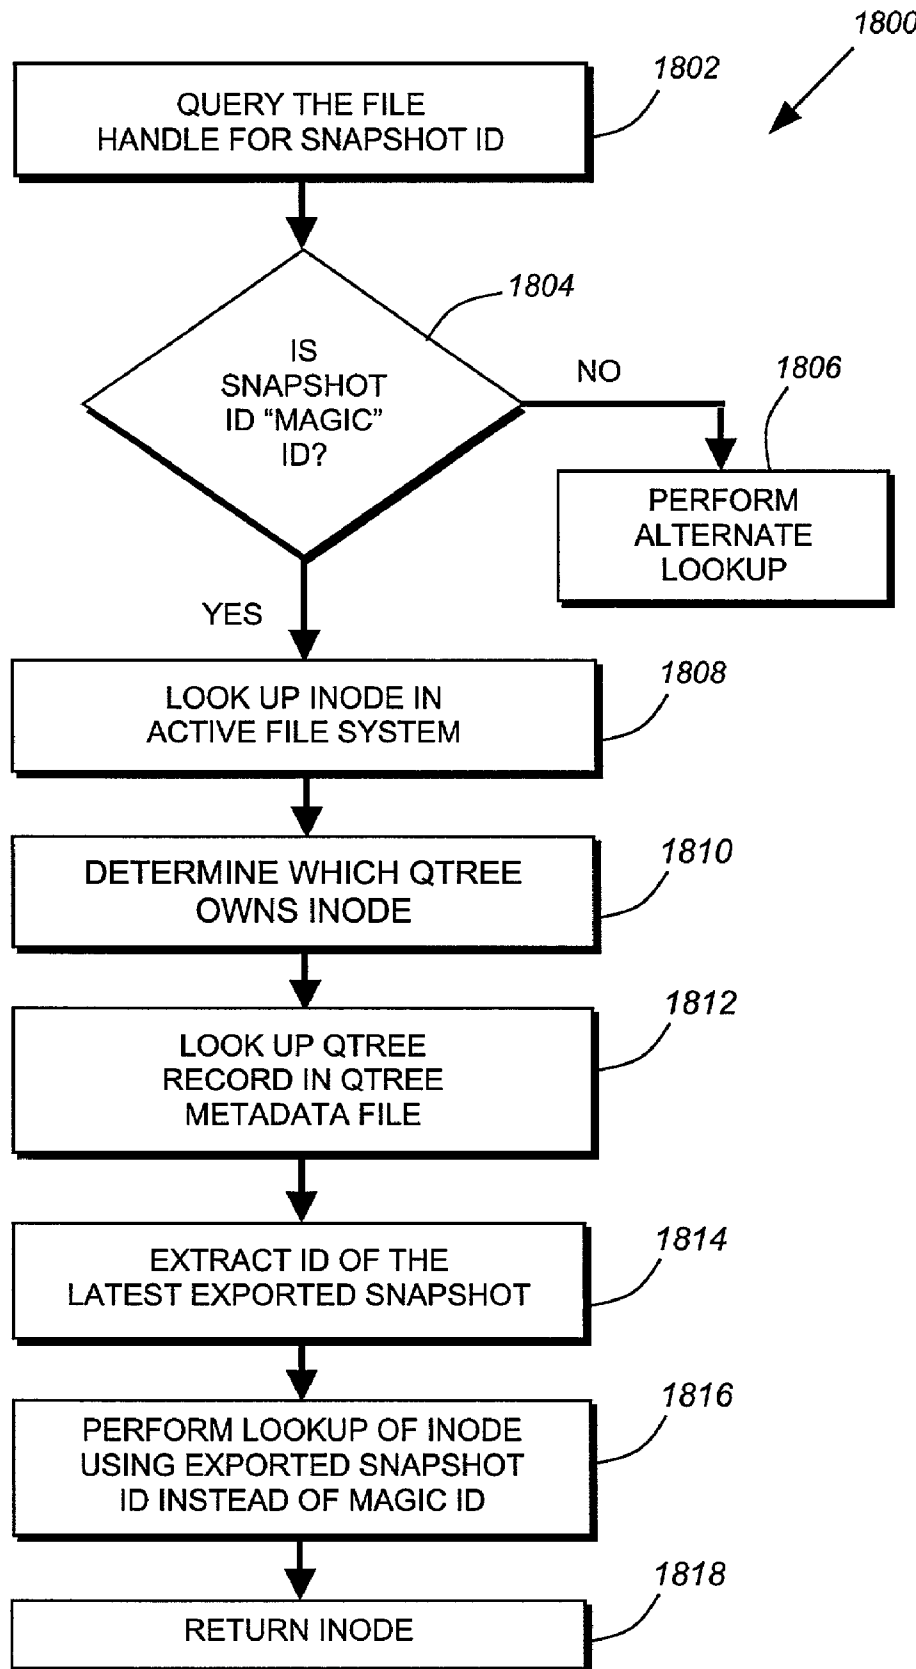 1800
1802
QUERY THE FILE
HANDLE FOR SNAPSHOT ID
1804
IS
SNAPSHOT
ID “MAGIC”
ID?
NO
1806
PERFORM
ALTERNATE
LOOKUP
YES
1808
LOOK UP INODE IN
ACTIVE FILE SYSTEM
1810
DETERMINE WHICH QTREE
OWNS INODE
1812
LOOK UP QTREE
RECORD IN QTREE
METADATA FILE
1814
EXTRACT ID OF THE
LATEST EXPORTED SNAPSHOT
1816
PERFORM LOOKUP OF INODE
USING EXPORTED SNAPSHOT
ID INSTEAD OF MAGIC ID
1818
RETURN INODE